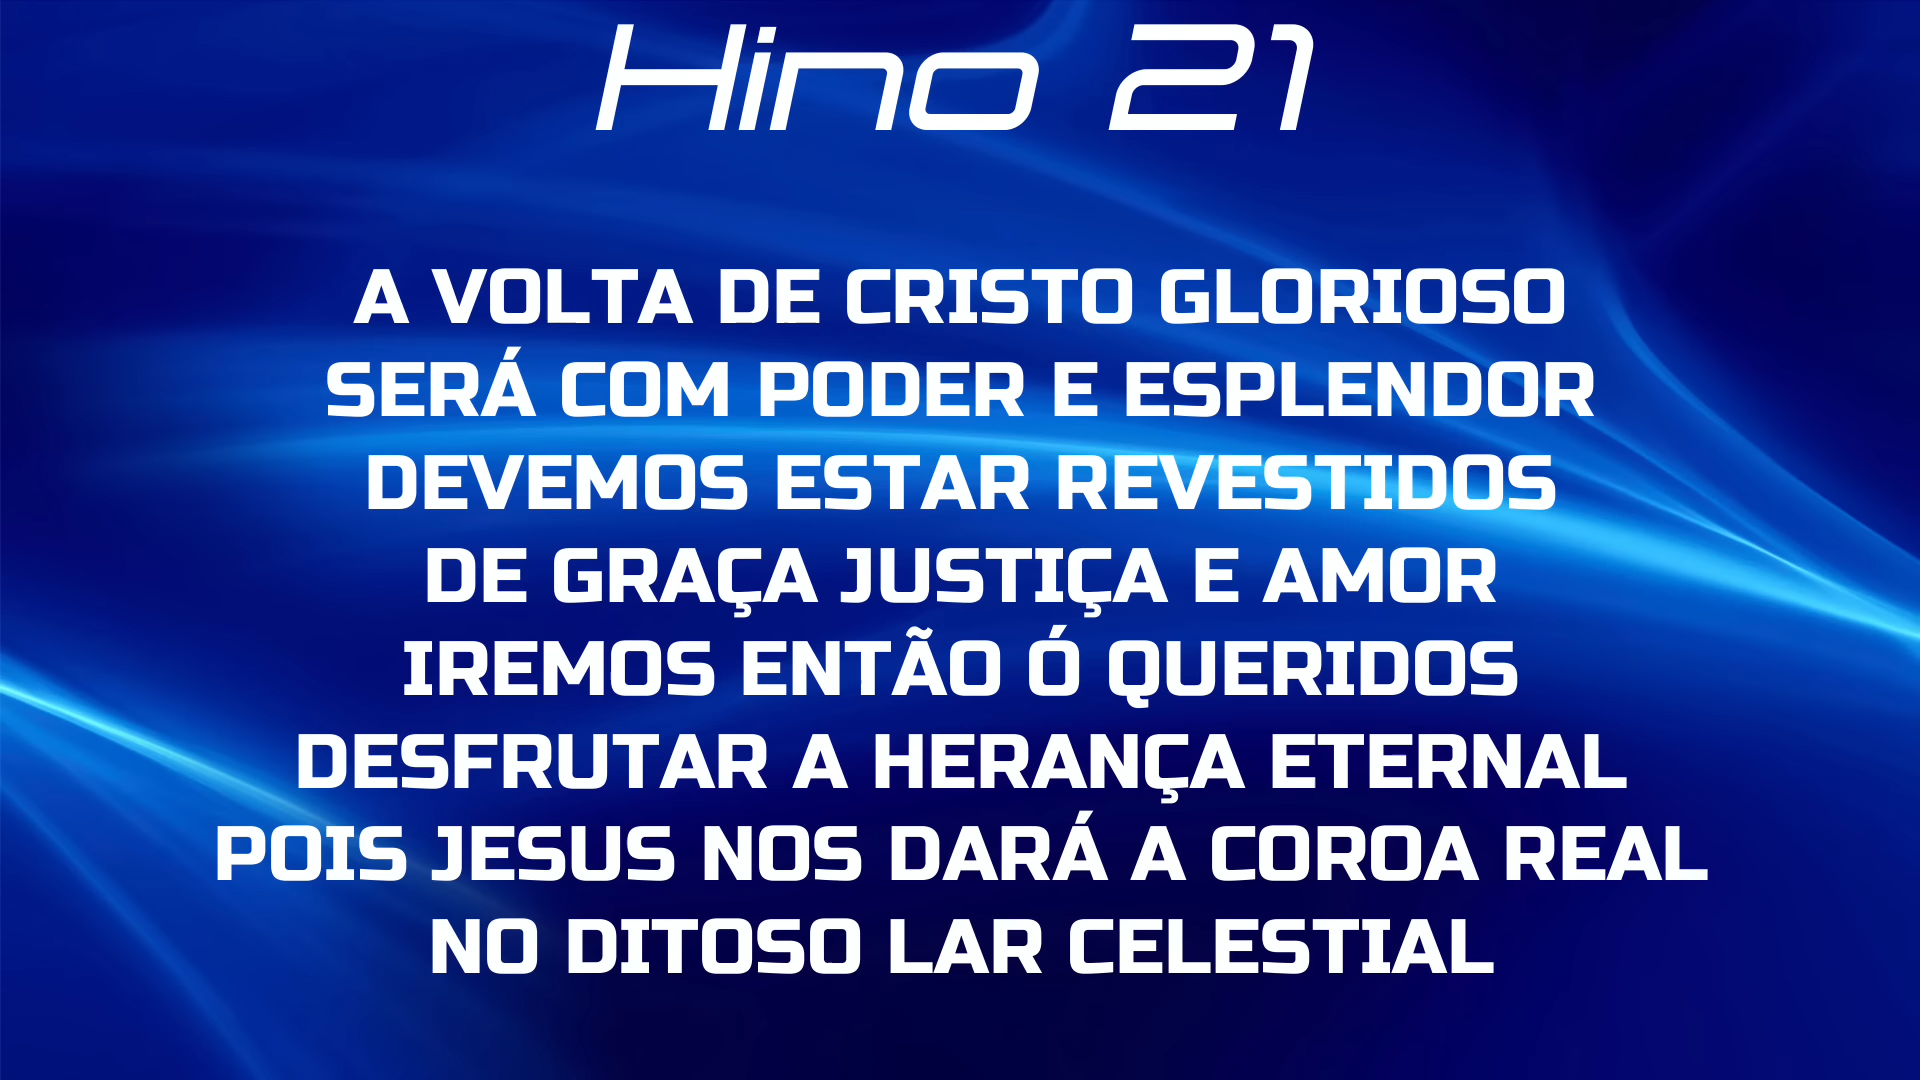 Hino 21
A VOLTA DE CRISTO GLORIOSO
SERÁ COM PODER E ESPLENDOR
DEVEMOS ESTAR REVESTIDOS
DE GRAÇA JUSTIÇA E AMOR
IREMOS ENTÃO Ó QUERIDOS
DESFRUTAR A HERANÇA ETERNAL
POIS JESUS NOS DARÁ A COROA REAL
NO DITOSO LAR CELESTIAL